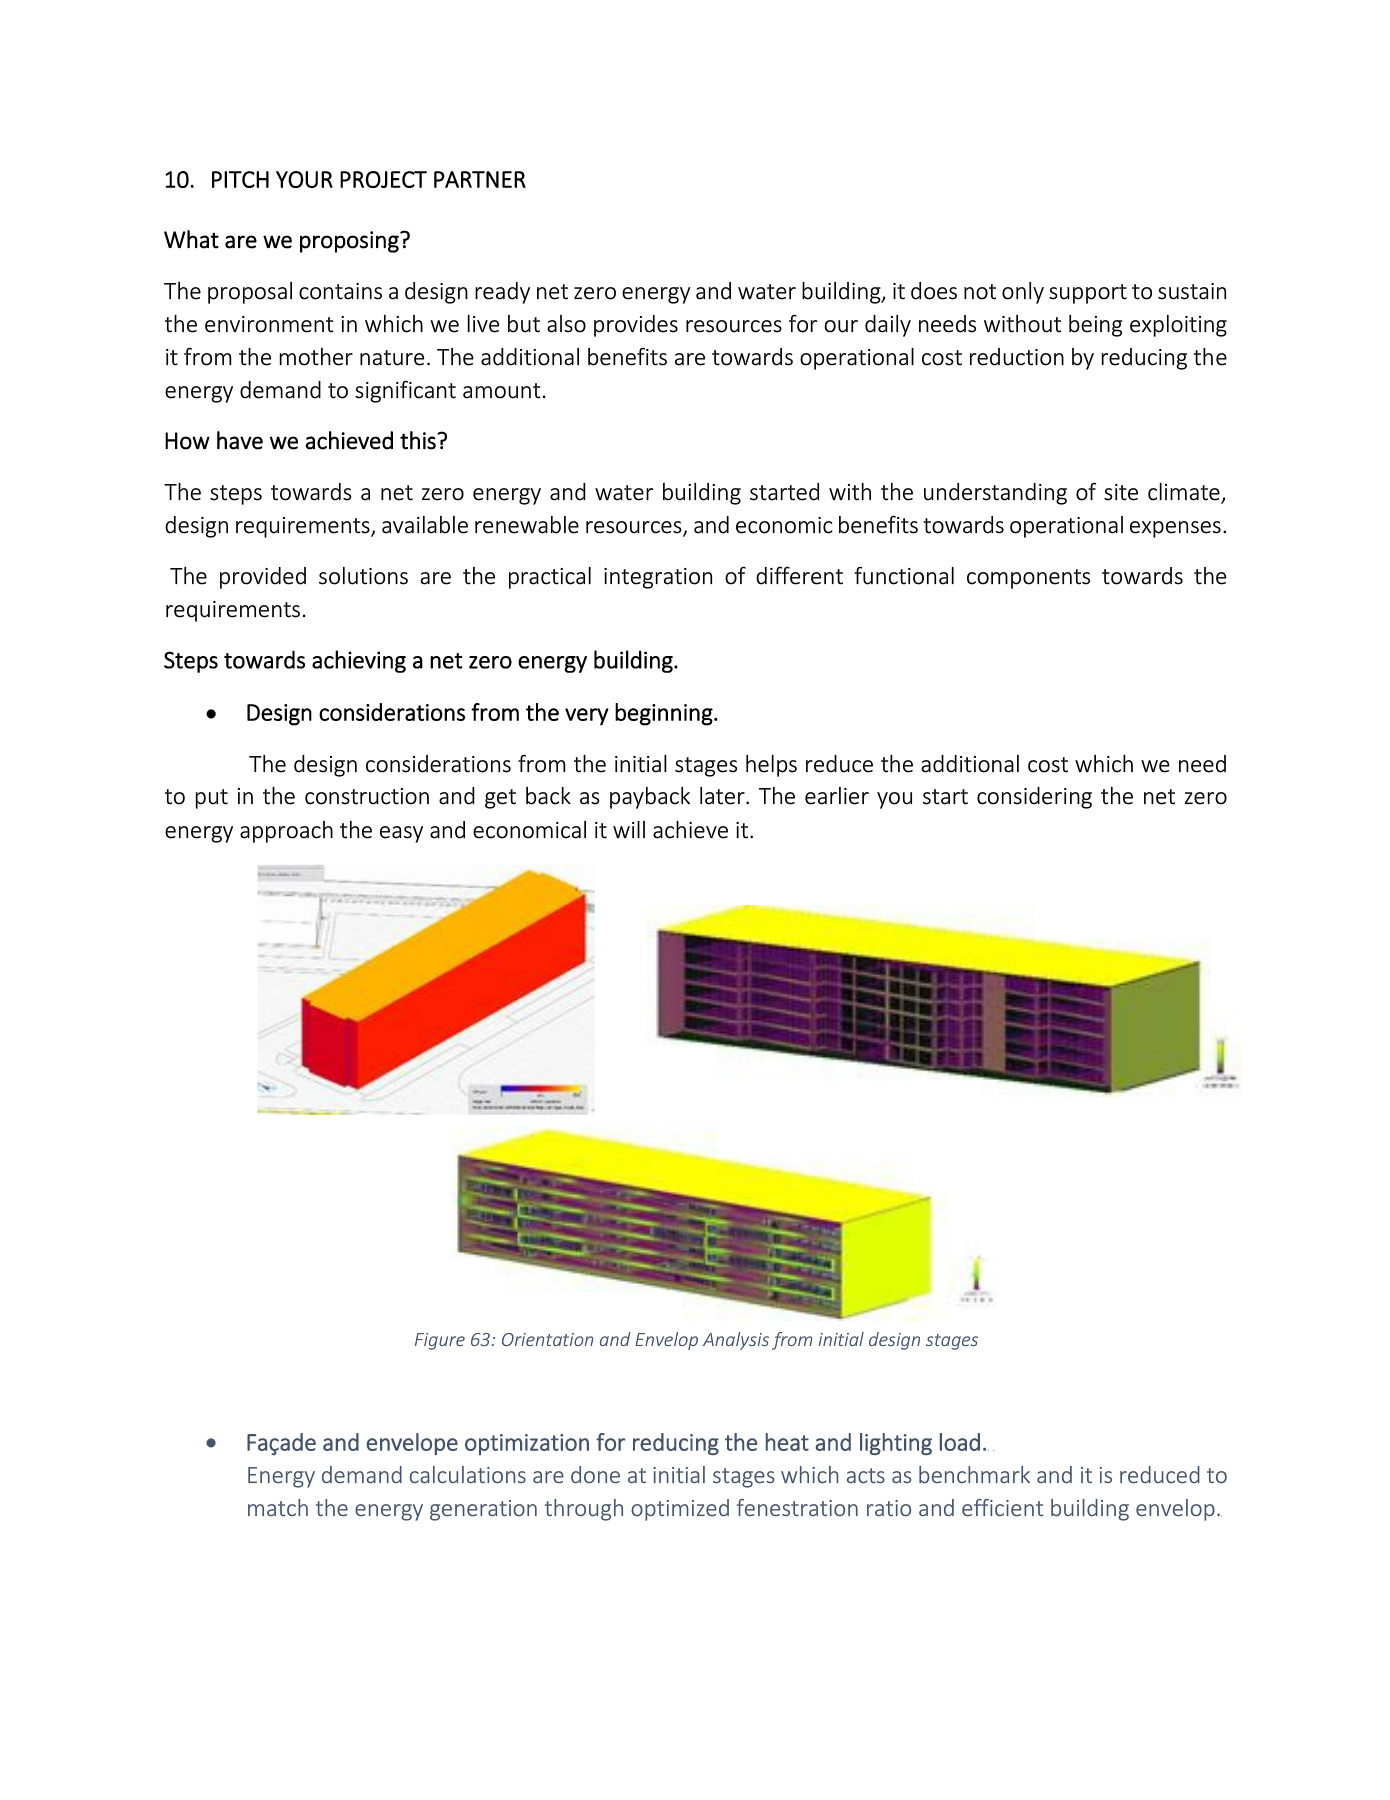 10. PITCH YOUR PROJECT PARTNER
What are we proposing?
The proposal contains a design ready net zero energy and water building, it does not only support to sustain
the environment in which we live but also provides resources for our daily needs without being exploiting
it from the mother nature. The additional benefits are towards operational cost reduction by reducing the
energy demand to significant amount.
How have we achieved this?
The steps towards a net zero energy and water building started with the understanding of site climate,
design requirements, available renewable resources, and economic benefits towards operational expenses.
The provided solutions are the practical integration of different functional components towards the
requirements.
Steps towards achieving a net zero energy building.
• Design considerations from the very beginning.
The design considerations from the initial stages helps reduce the additional cost which we need
to put in the construction and get back as payback later. The earlier you start considering the net zero
energy approach the easy and economical it will achieve it.
Figure 63: Orientation and Envelop Analysis from initial design stages
• Façade and envelope optimization for reducing the heat and lighting load.
Energy demand calculations are done at initial stages which acts as benchmark and it is reduced to
match the energy generation through optimized fenestration ratio and efficient building envelop.